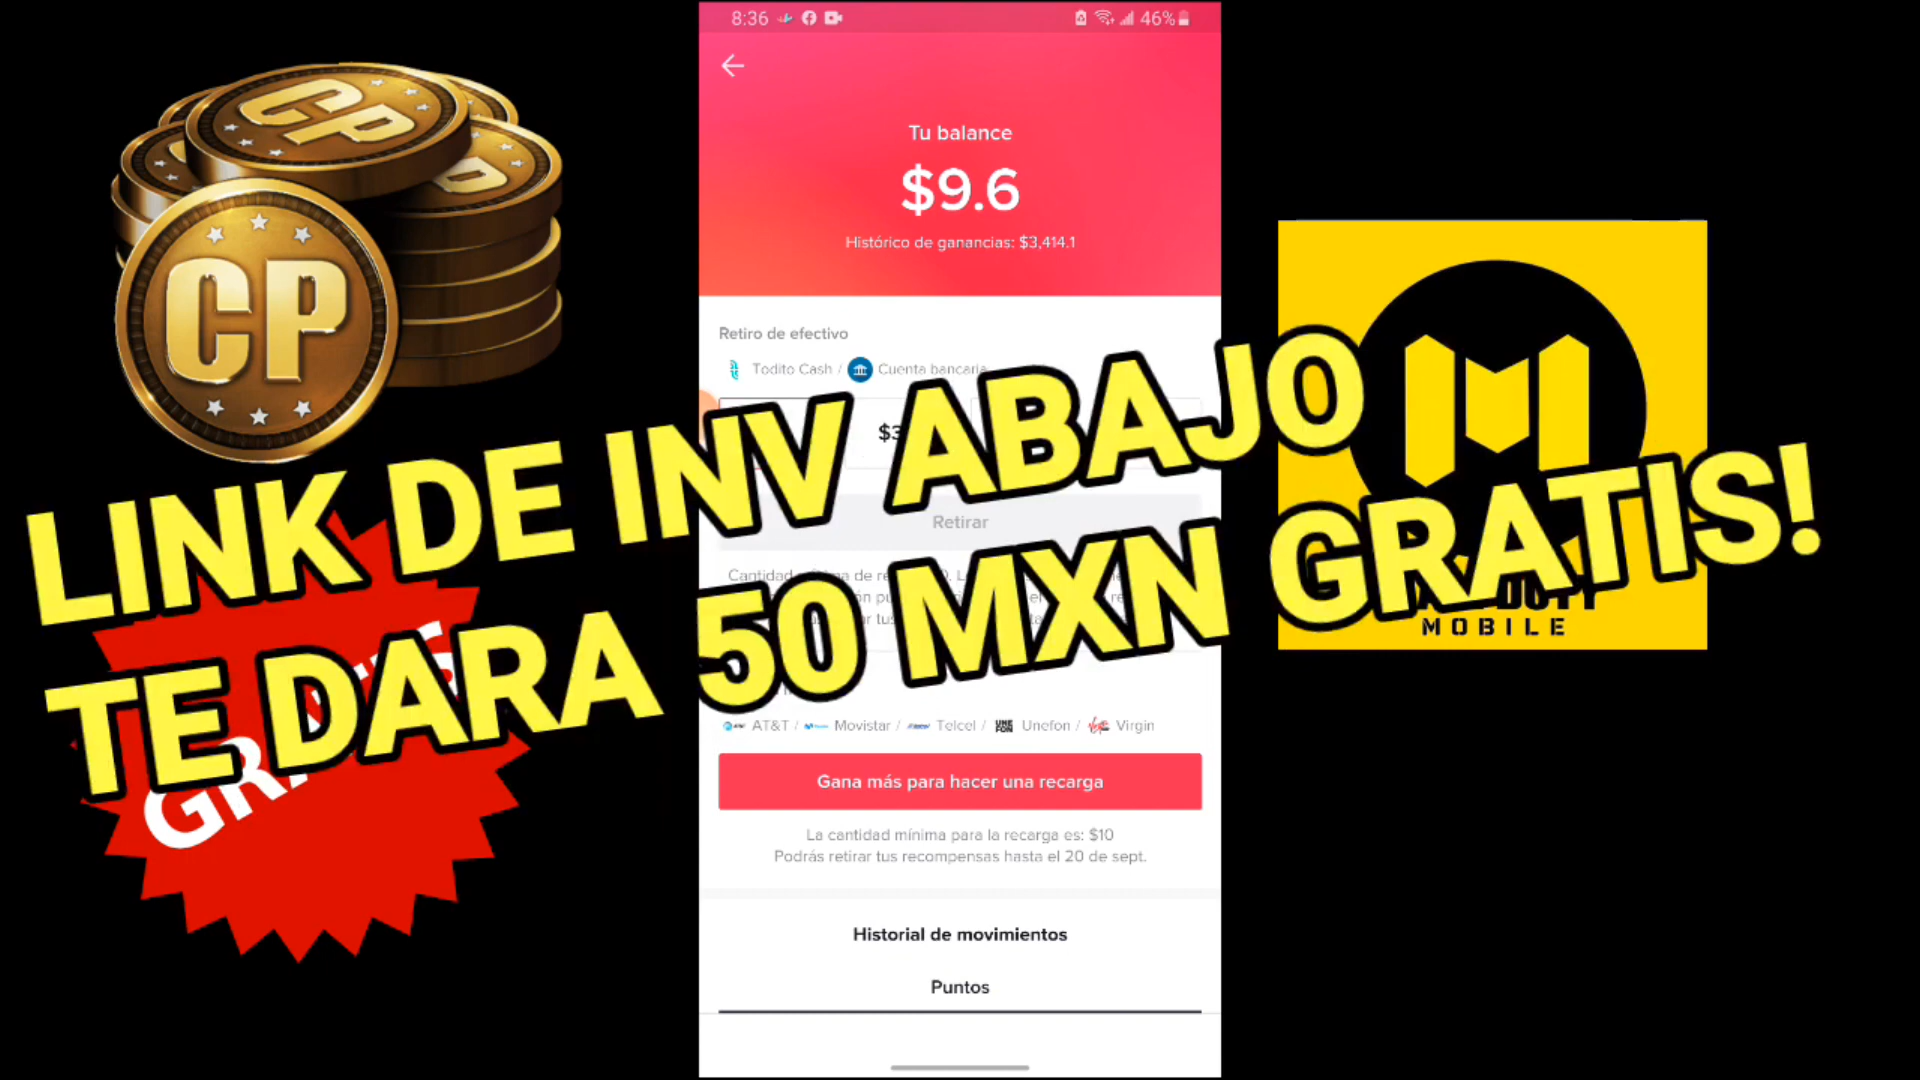 8:36
46%
CP
CP
Tu balance
$9.6
Histórico de ganancias: $3,414.1
Retiro de efectivo
Todito Cash / Cuenta bancaria
LINK DE INV ABAJO
TE DARA 50 MXN GRATIS!
Retirar
MOBILE
GRATIS
AT&T / Movistar / Telcel / UNEFON Unefon / Virgin
Gana más para hacer una recarga
La cantidad mínima para la recarga es: $10
Podrás retirar tus recompensas hasta el 20 de sept.
Historial de movimientos
Puntos